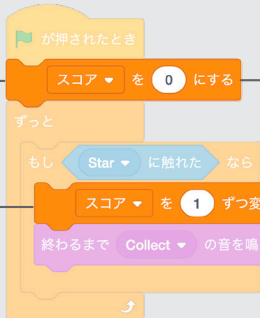 が押されたとき
スコア を 0 にする
ずっと
もし Star に触れた なら
スコア を 1 ずつ変
終わるまで Collect の音を鳴